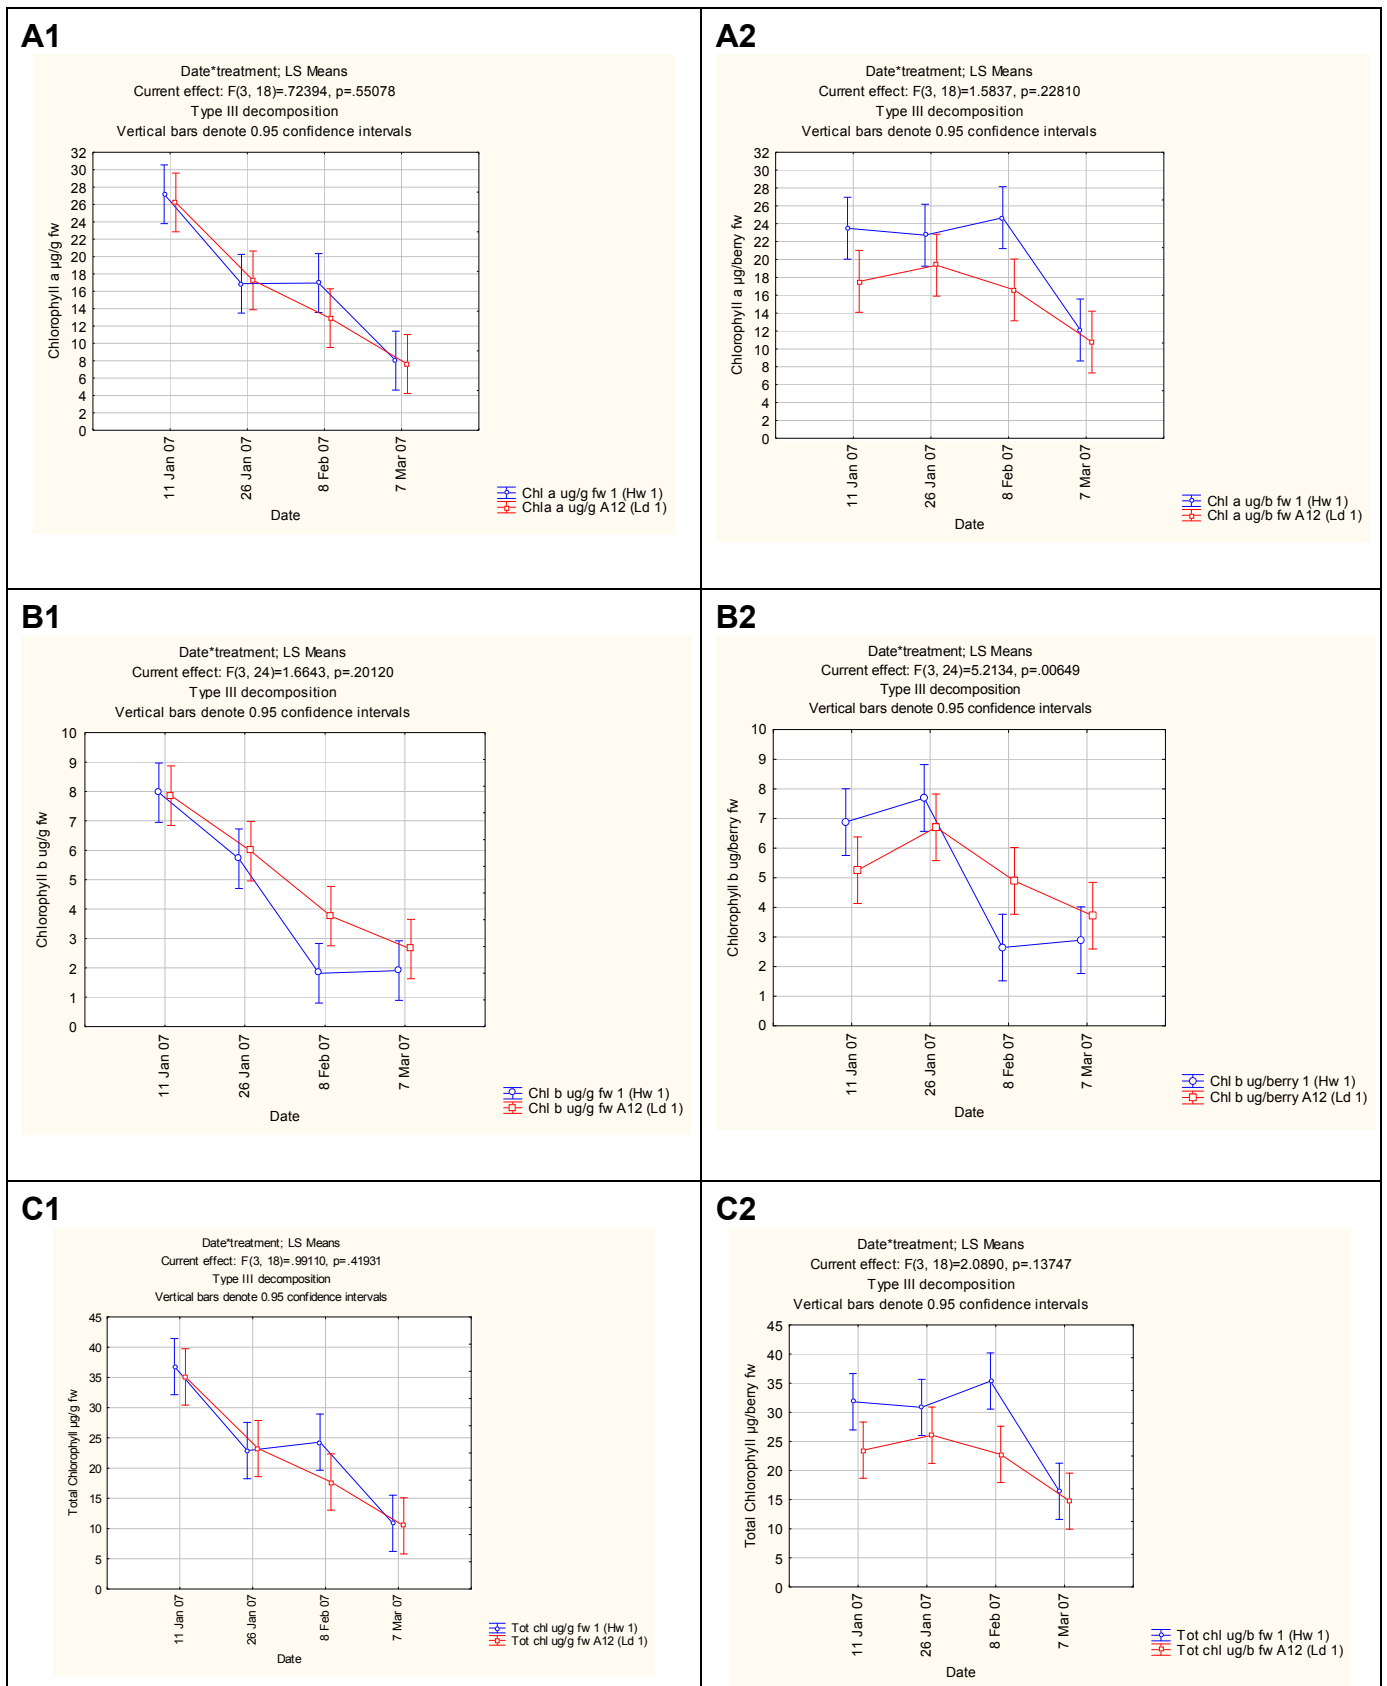 A1
Date*treatment; LS Means
Current effect: F(3, 18)=.72394, p=.55078
Type III decomposition
Vertical bars denote 0.95 confidence intervals
32
30
28
26
24
22
20
18
16
14
12
10
8
6
4
2
0
Chlorophyll a µg/g fw
11 Jan 07
26 Jan 07
8 Feb 07
7 Mar 07
Date
Chl a ug/g fw 1 (Hw 1)
Chla a ug/g A12 (Ld 1)
A2
Date*treatment; LS Means
Current effect: F(3, 18)=1.5837, p=.22810
Type III decomposition
Vertical bars denote 0.95 confidence intervals
32
30
28
26
24
22
20
18
16
14
12
10
8
6
4
2
0
Chlorophyll a µg/berry fw
11 Jan 07
26 Jan 07
8 Feb 07
7 Mar 07
Date
Chl a ug/b fw 1 (Hw 1)
Chl a ug/b fw A12 (Ld 1)
B1
Date*treatment; LS Means
Current effect: F(3, 24)=1.6643, p=.20120
Type III decomposition
Vertical bars denote 0.95 confidence intervals
10
9
8
7
6
5
4
3
2
1
0
Chlorophyll b ug/g fw
11 Jan 07
26 Jan 07
8 Feb 07
7 Mar 07
Date
Chl b ug/g fw 1 (Hw 1)
Chl b ug/g fw A12 (Ld 1)
B2
Date*treatment; LS Means
Current effect: F(3, 24)=5.2134, p=.00649
Type III decomposition
Vertical bars denote 0.95 confidence intervals
10
9
8
7
6
5
4
3
2
1
0
Chlorophyll b ug/berry fw
11 Jan 07
26 Jan 07
8 Feb 07
7 Mar 07
Date
Chl b ug/berry 1 (Hw 1)
Chl b ug/berry A12 (Ld 1)
C1
Date*treatment; LS Means
Current effect: F(3, 18)=.99110, p=.41931
Type III decomposition
Vertical bars denote 0.95 confidence intervals
45
40
35
30
25
20
15
10
5
0
Total Chlorophyll µg/g fw
11 Jan 07
26 Jan 07
8 Feb 07
7 Mar 07
Date
Tot chl ug/g fw 1 (Hw 1)
Tot chl ug/g fw A12 (Ld 1)
C2
Date*treatment; LS Means
Current effect: F(3, 18)=2.0890, p=.13747
Type III decomposition
Vertical bars denote 0.95 confidence intervals
45
40
35
30
25
20
15
10
5
0
Total Chlorophyll µg/berry fw
11 Jan 07
26 Jan 07
8 Feb 07
7 Mar 07
Date
Tot chl ug/b fw 1 (Hw 1)
Tot chl ug/b fw A12 (Ld 1)